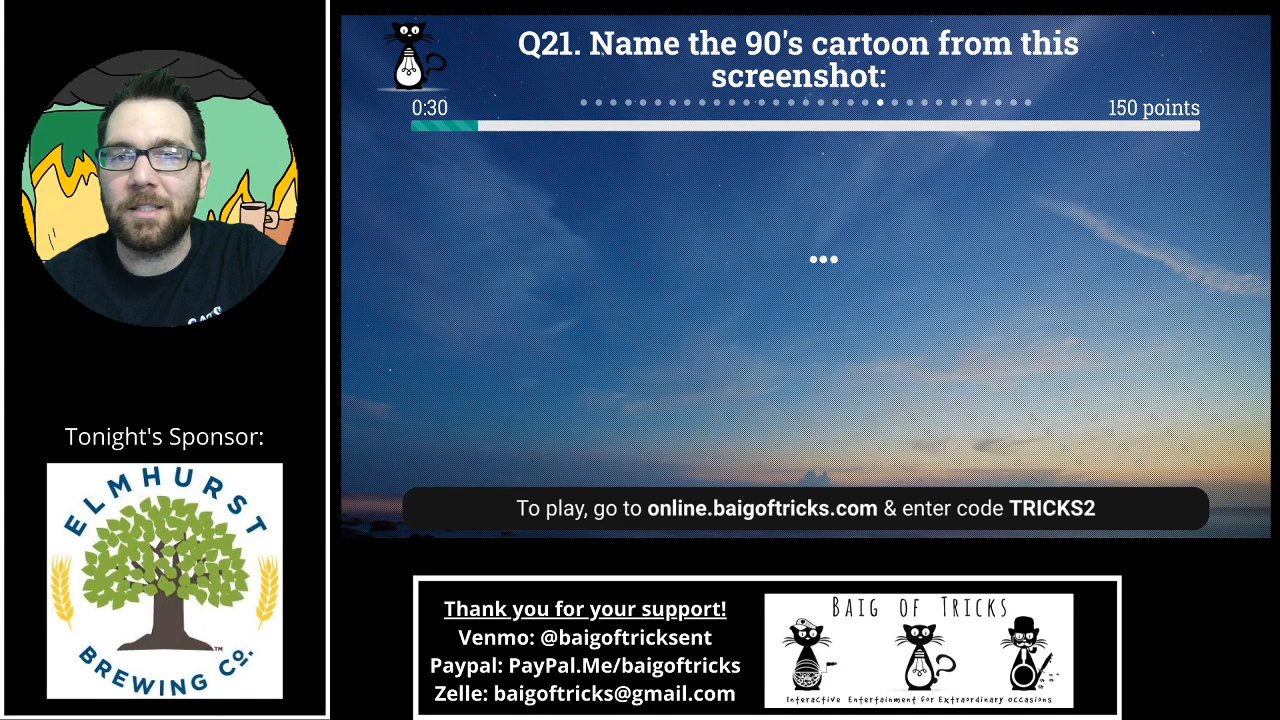 Q21. Name the 90's cartoon from this
screenshot:
0:30
150 points
To play, go to online.baigoftricks.com & enter code TRICKS2
Tonight's Sponsor:
ELMHURST
BREWING CO.
TM
Thank you for your support!
Venmo: @baigoftricksent
Paypal: PayPal.Me/baigoftricks
Zelle: baigoftricks@gmail.com
BAIG OF TRICKS
Interactive Entertainment for Extraordinary occasions